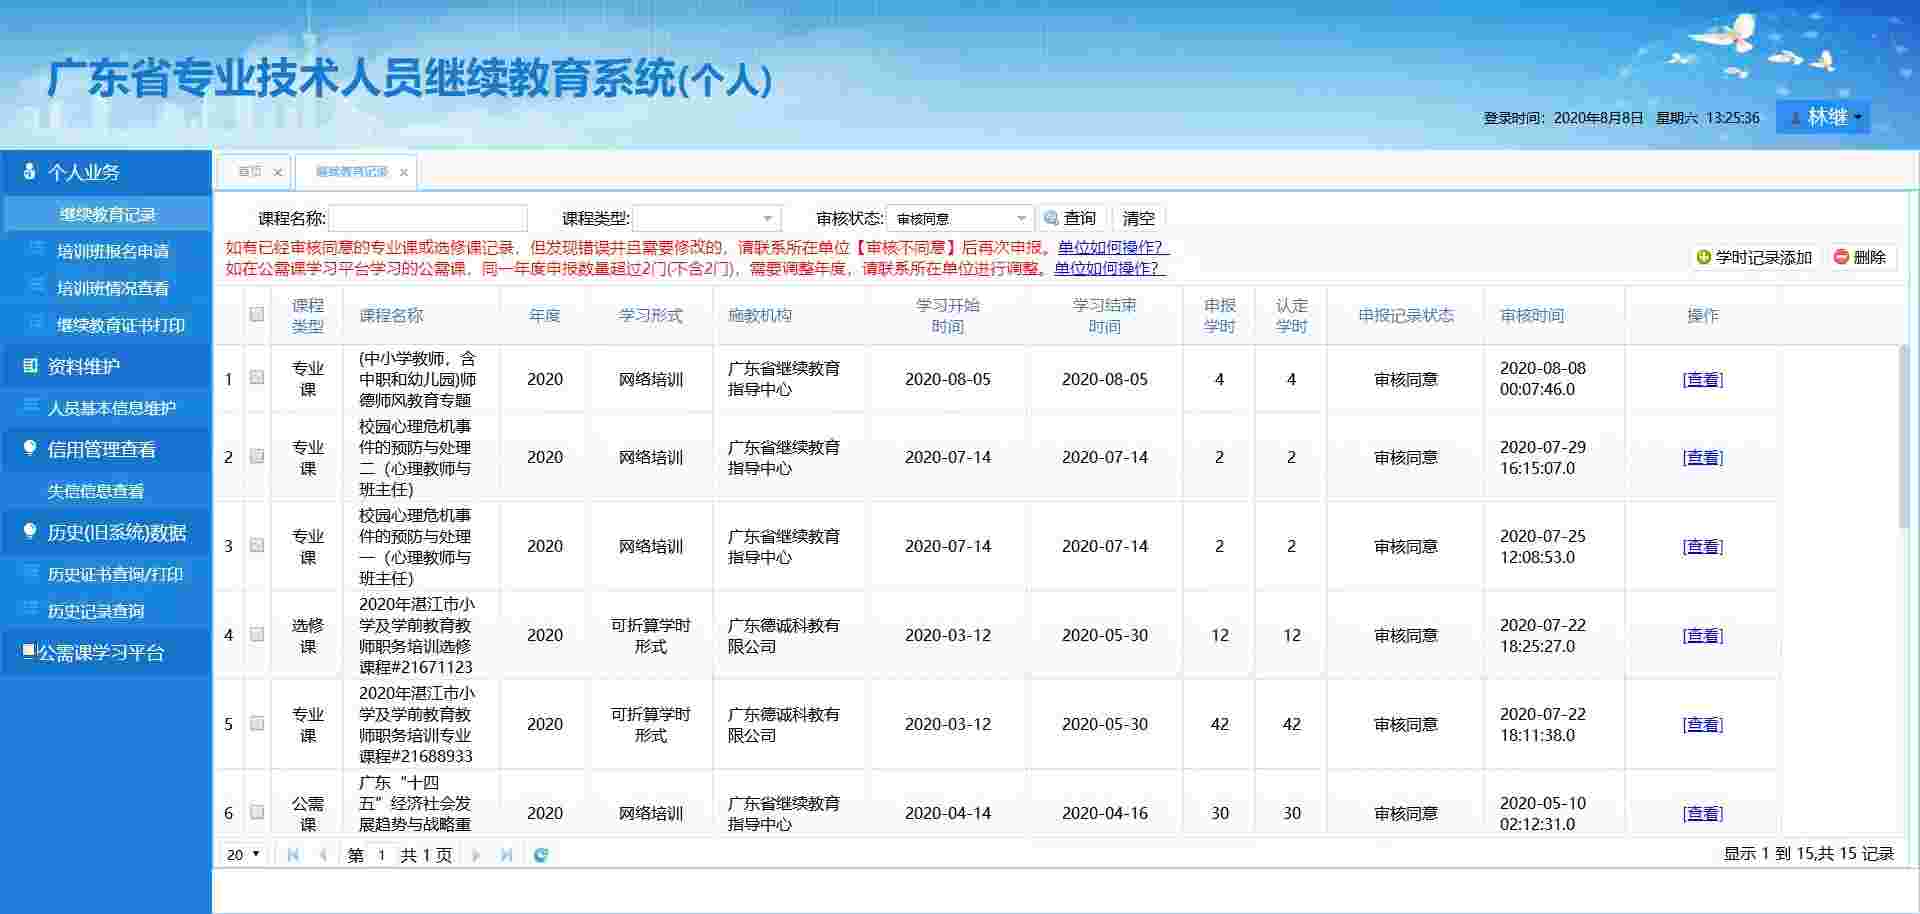 广东省专业技术人员继续教育系统(个人)
登录时间：2020年8月8日 星期六 13:25:36
林继
个人业务
继续教育记录
培训班报名申请
培训班情况查看
继续教育证书打印
资料维护
人员基本信息维护
信用管理查看
失信信息查看
历史(旧系统)数据
历史证书查询/打印
历史记录查询
公需课学习平台
首页
继续教育记录
课程名称:
课程类型:
审核状态: 审核同意
查询
清空
如有已经审核同意的专业课或选修课记录，但发现错误并且需要修改的，请联系所在单位【审核不同意】后再次申报。单位如何操作？
如在公需课学习平台学习的公需课，同一年度申报数量超过2门(不含2门)，需要调整年度，请联系所在单位进行调整。单位如何操作？
学时记录添加
删除
课程
类型
课程名称
年度
学习形式
施教机构
学习开始
时间
学习结束
时间
申报
学时
认定
学时
申报记录状态
审核时间
操作
1
专业
课
(中小学教师，含
中职和幼儿园)师
德师风教育专题
2020
网络培训
广东省继续教育
指导中心
2020-08-05
2020-08-05
4
4
审核同意
2020-08-08
00:07:46.0
[查看]
2
专业
课
校园心理危机事
件的预防与处理
二（心理教师与
班主任)
2020
网络培训
广东省继续教育
指导中心
2020-07-14
2020-07-14
2
2
审核同意
2020-07-29
16:15:07.0
[查看]
3
专业
课
校园心理危机事
件的预防与处理
一（心理教师与
班主任)
2020
网络培训
广东省继续教育
指导中心
2020-07-14
2020-07-14
2
2
审核同意
2020-07-25
12:08:53.0
[查看]
4
选修
课
2020年湛江市小
学及学前教育教
师职务培训选修
课程#21671123
2020
可折算学时
形式
广东德诚科教有
限公司
2020-03-12
2020-05-30
12
12
审核同意
2020-07-22
18:25:27.0
[查看]
5
专业
课
2020年湛江市小
学及学前教育教
师职务培训专业
课程#21688933
2020
可折算学时
形式
广东德诚科教有
限公司
2020-03-12
2020-05-30
42
42
审核同意
2020-07-22
18:11:38.0
[查看]
6
公需
课
广东“十四
五”经济社会发
展趋势与战略重
2020
网络培训
广东省继续教育
指导中心
2020-04-14
2020-04-16
30
30
审核同意
2020-05-10
02:12:31.0
[查看]
20
第 1 共 1 页
显示 1 到 15,共 15 记录